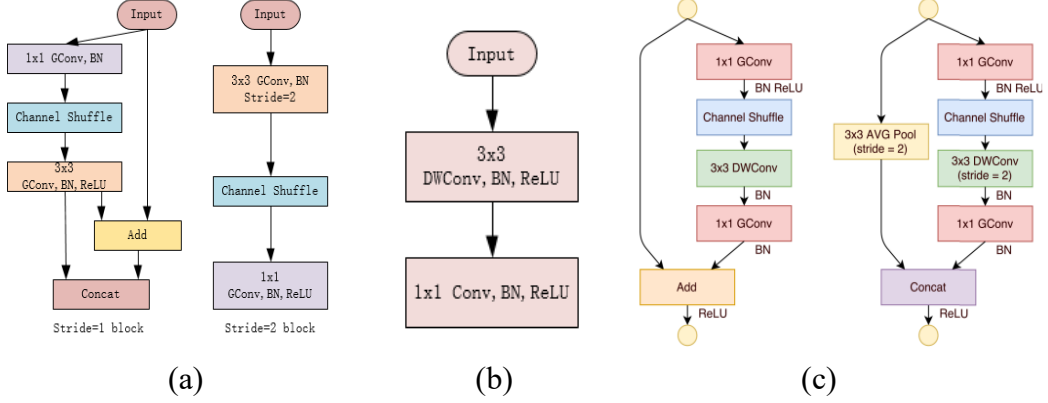 Input
1x1 GConv,BN
Channel Shuffle
3x3
GConv,BN,ReLU
Add
Concat
Stride=1 block
Input
3x3 GConv,BN
Stride=2
Channel Shuffle
1x1
GConv,BN,ReLU
Stride=2 block
(a)
Input
3x3
DWConv,BN,ReLU
1x1 Conv,BN,ReLU
(b)
1x1 GConv
BN ReLU
Channel Shuffle
3x3 DWConv
BN
1x1 GConv
BN
Add
ReLU
3x3 AVG Pool
(stride = 2)
1x1 GConv
BN ReLU
Channel Shuffle
3x3 DWConv
(stride = 2)
BN
1x1 GConv
BN
Concat
ReLU
(c)